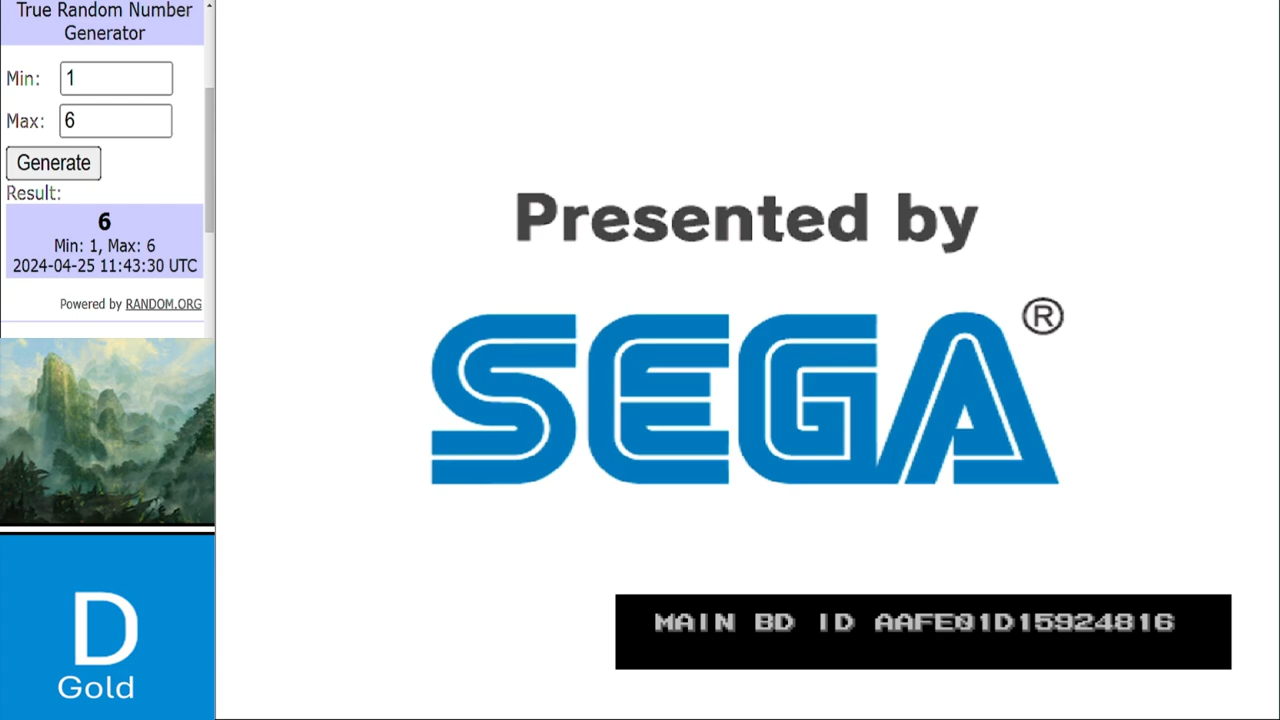 True Random Number
Generator
Min: 1
Max: 6
Generate
Result:
6
Min: 1, Max: 6
2024-04-25 11:43:30 UTC
Powered by RANDOM.ORG
D
Gold
Presented by
SEGA®
MAIN BD ID AAFE01D15924816